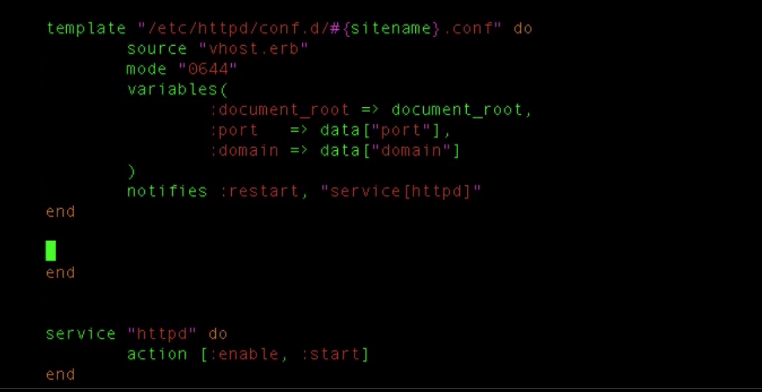 template "/etc/httpd/conf.d/#{sitename}.conf" do
source "vhost.erb"
mode "0644"
variables(
:document_root => document_root,
:port => data["port"],
:domain => data["domain"]
)
notifies :restart, "service[httpd]"
end
end
service "httpd" do
action [:enable, :start]
end